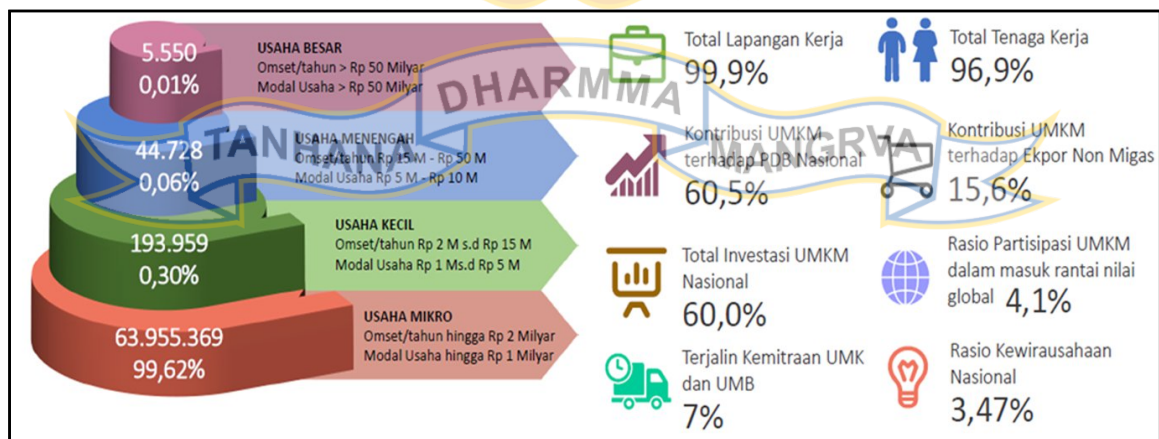 5.550
0,01%
USAHA BESAR
Omset/tahun > Rp 50 Milyar
Modal Usaha > Rp 50 Milyar
44.728
0,06%
USAHA MENENGAH
Omset/tahun Rp 15 M - Rp 50 M
Modal Usaha Rp 5 M - Rp 10 M
193.959
0,30%
USAHA KECIL
Omset/tahun Rp 2 M s.d Rp 15 M
Modal Usaha Rp 1 Ms.d Rp 5 M
63.955.369
99,62%
USAHA MIKRO
Omset/tahun hingga Rp 2 Milyar
Modal Usaha hingga Rp 1 Milyar
Total Lapangan Kerja
99,9%
Total Tenaga Kerja
96,9%
Kontribusi UMKM
terhadap PDB Nasional
60,5%
Kontribusi UMKM
terhadap Ekpor Non Migas
15,6%
Total Investasi UMKM
Nasional
60,0%
Rasio Partisipasi UMKM
dalam masuk rantai nilai
global 4,1%
Terjalin Kemitraan UMK
dan UMB
7%
Rasio Kewirausahaan
Nasional
3,47%
TANHANA DHARMMA MANGRVA